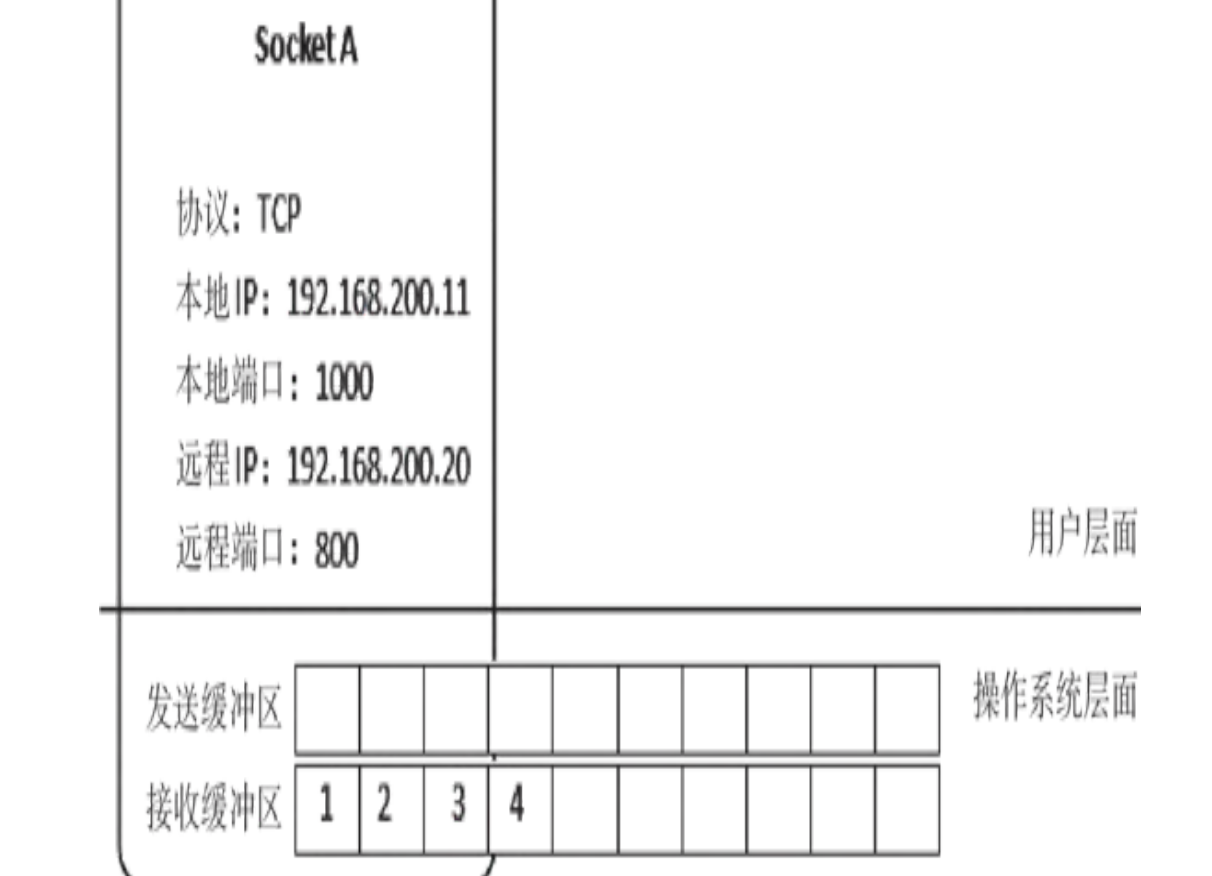 Socket A
协议：TCP
本地IP：192.168.200.11
本地端口：1000
远程IP：192.168.200.20
远程端口：800
用户层面
发送缓冲区
操作系统层面
接收缓冲区 1 2 3 4